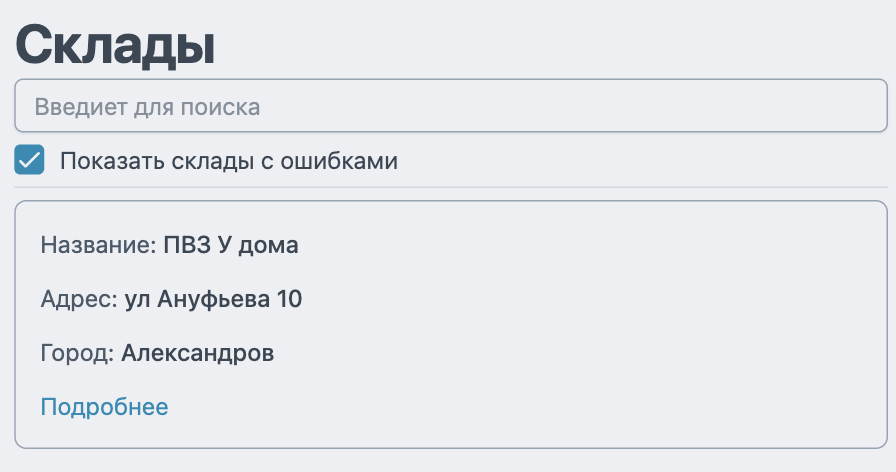 Склады
Введиет для поиска
Показать склады с ошибками
Название: ПВЗ У дома
Адрес: ул Ануфьева 10
Город: Александров
Подробнее